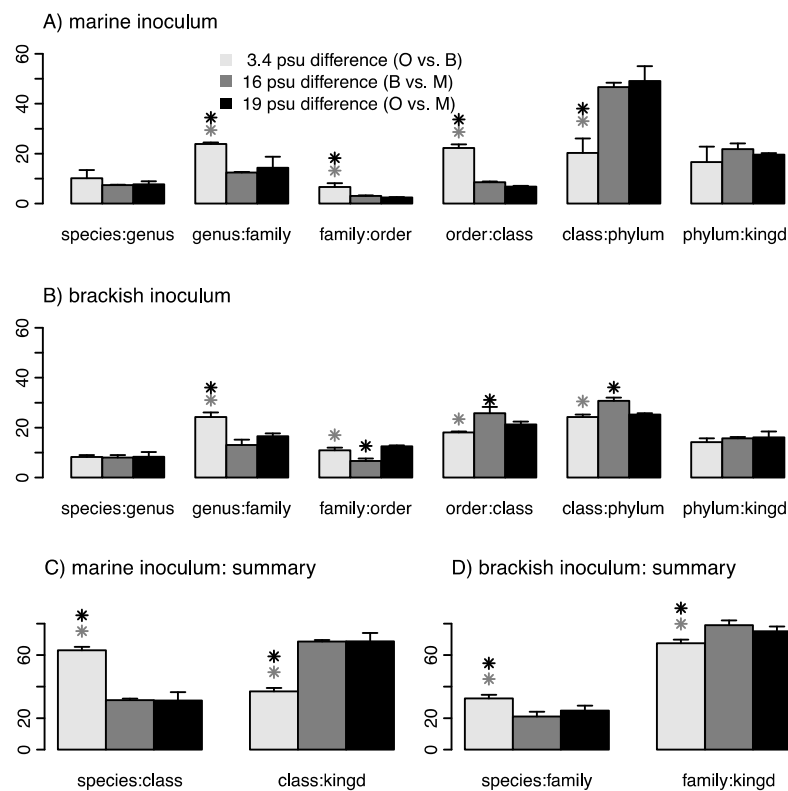 A) marine inoculum
3.4 psu difference (O vs. B)
16 psu difference (B vs. M)
19 psu difference (O vs. M)
0 20 40 60
species:genus genus:family family:order order:class class:phylum phylum:kingd
B) brackish inoculum
0 20 40 60
species:genus genus:family family:order order:class class:phylum phylum:kingd
C) marine inoculum: summary
0 20 60
species:class class:kingd
D) brackish inoculum: summary
0 20 60
species:family family:kingd